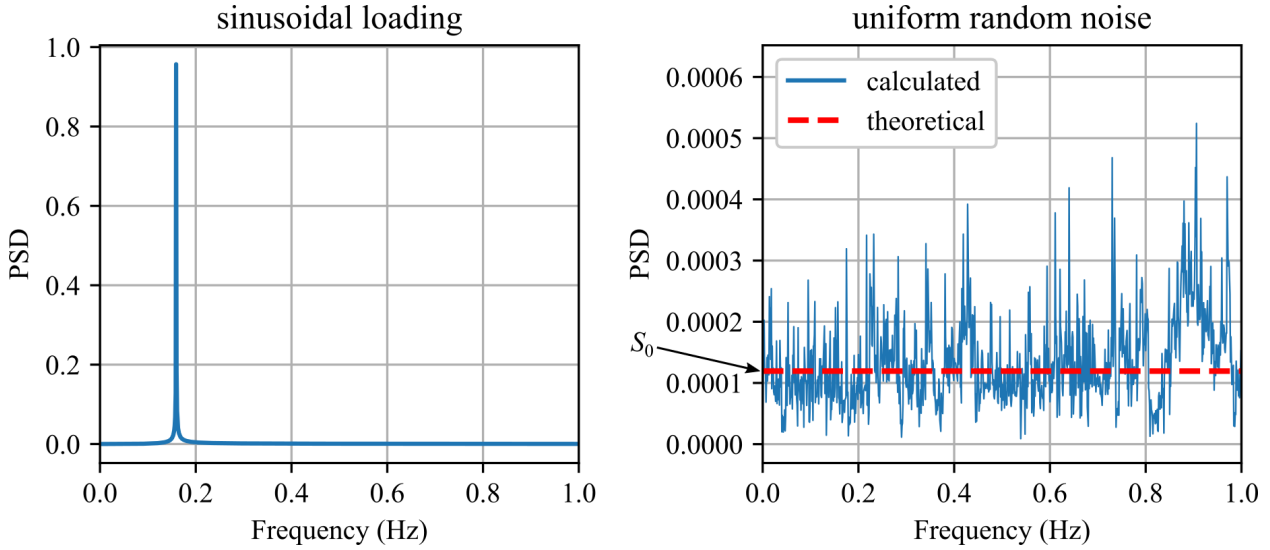 sinusoidal loading
1.0
0.8
0.6
0.4
0.2
0.0
PSD
0.0 0.2 0.4 0.6 0.8 1.0
Frequency (Hz)
uniform random noise
calculated
theoretical
0.0006
0.0005
0.0004
0.0003
0.0002
0.0001
0.0000
PSD
S₀
0.0 0.2 0.4 0.6 0.8 1.0
Frequency (Hz)